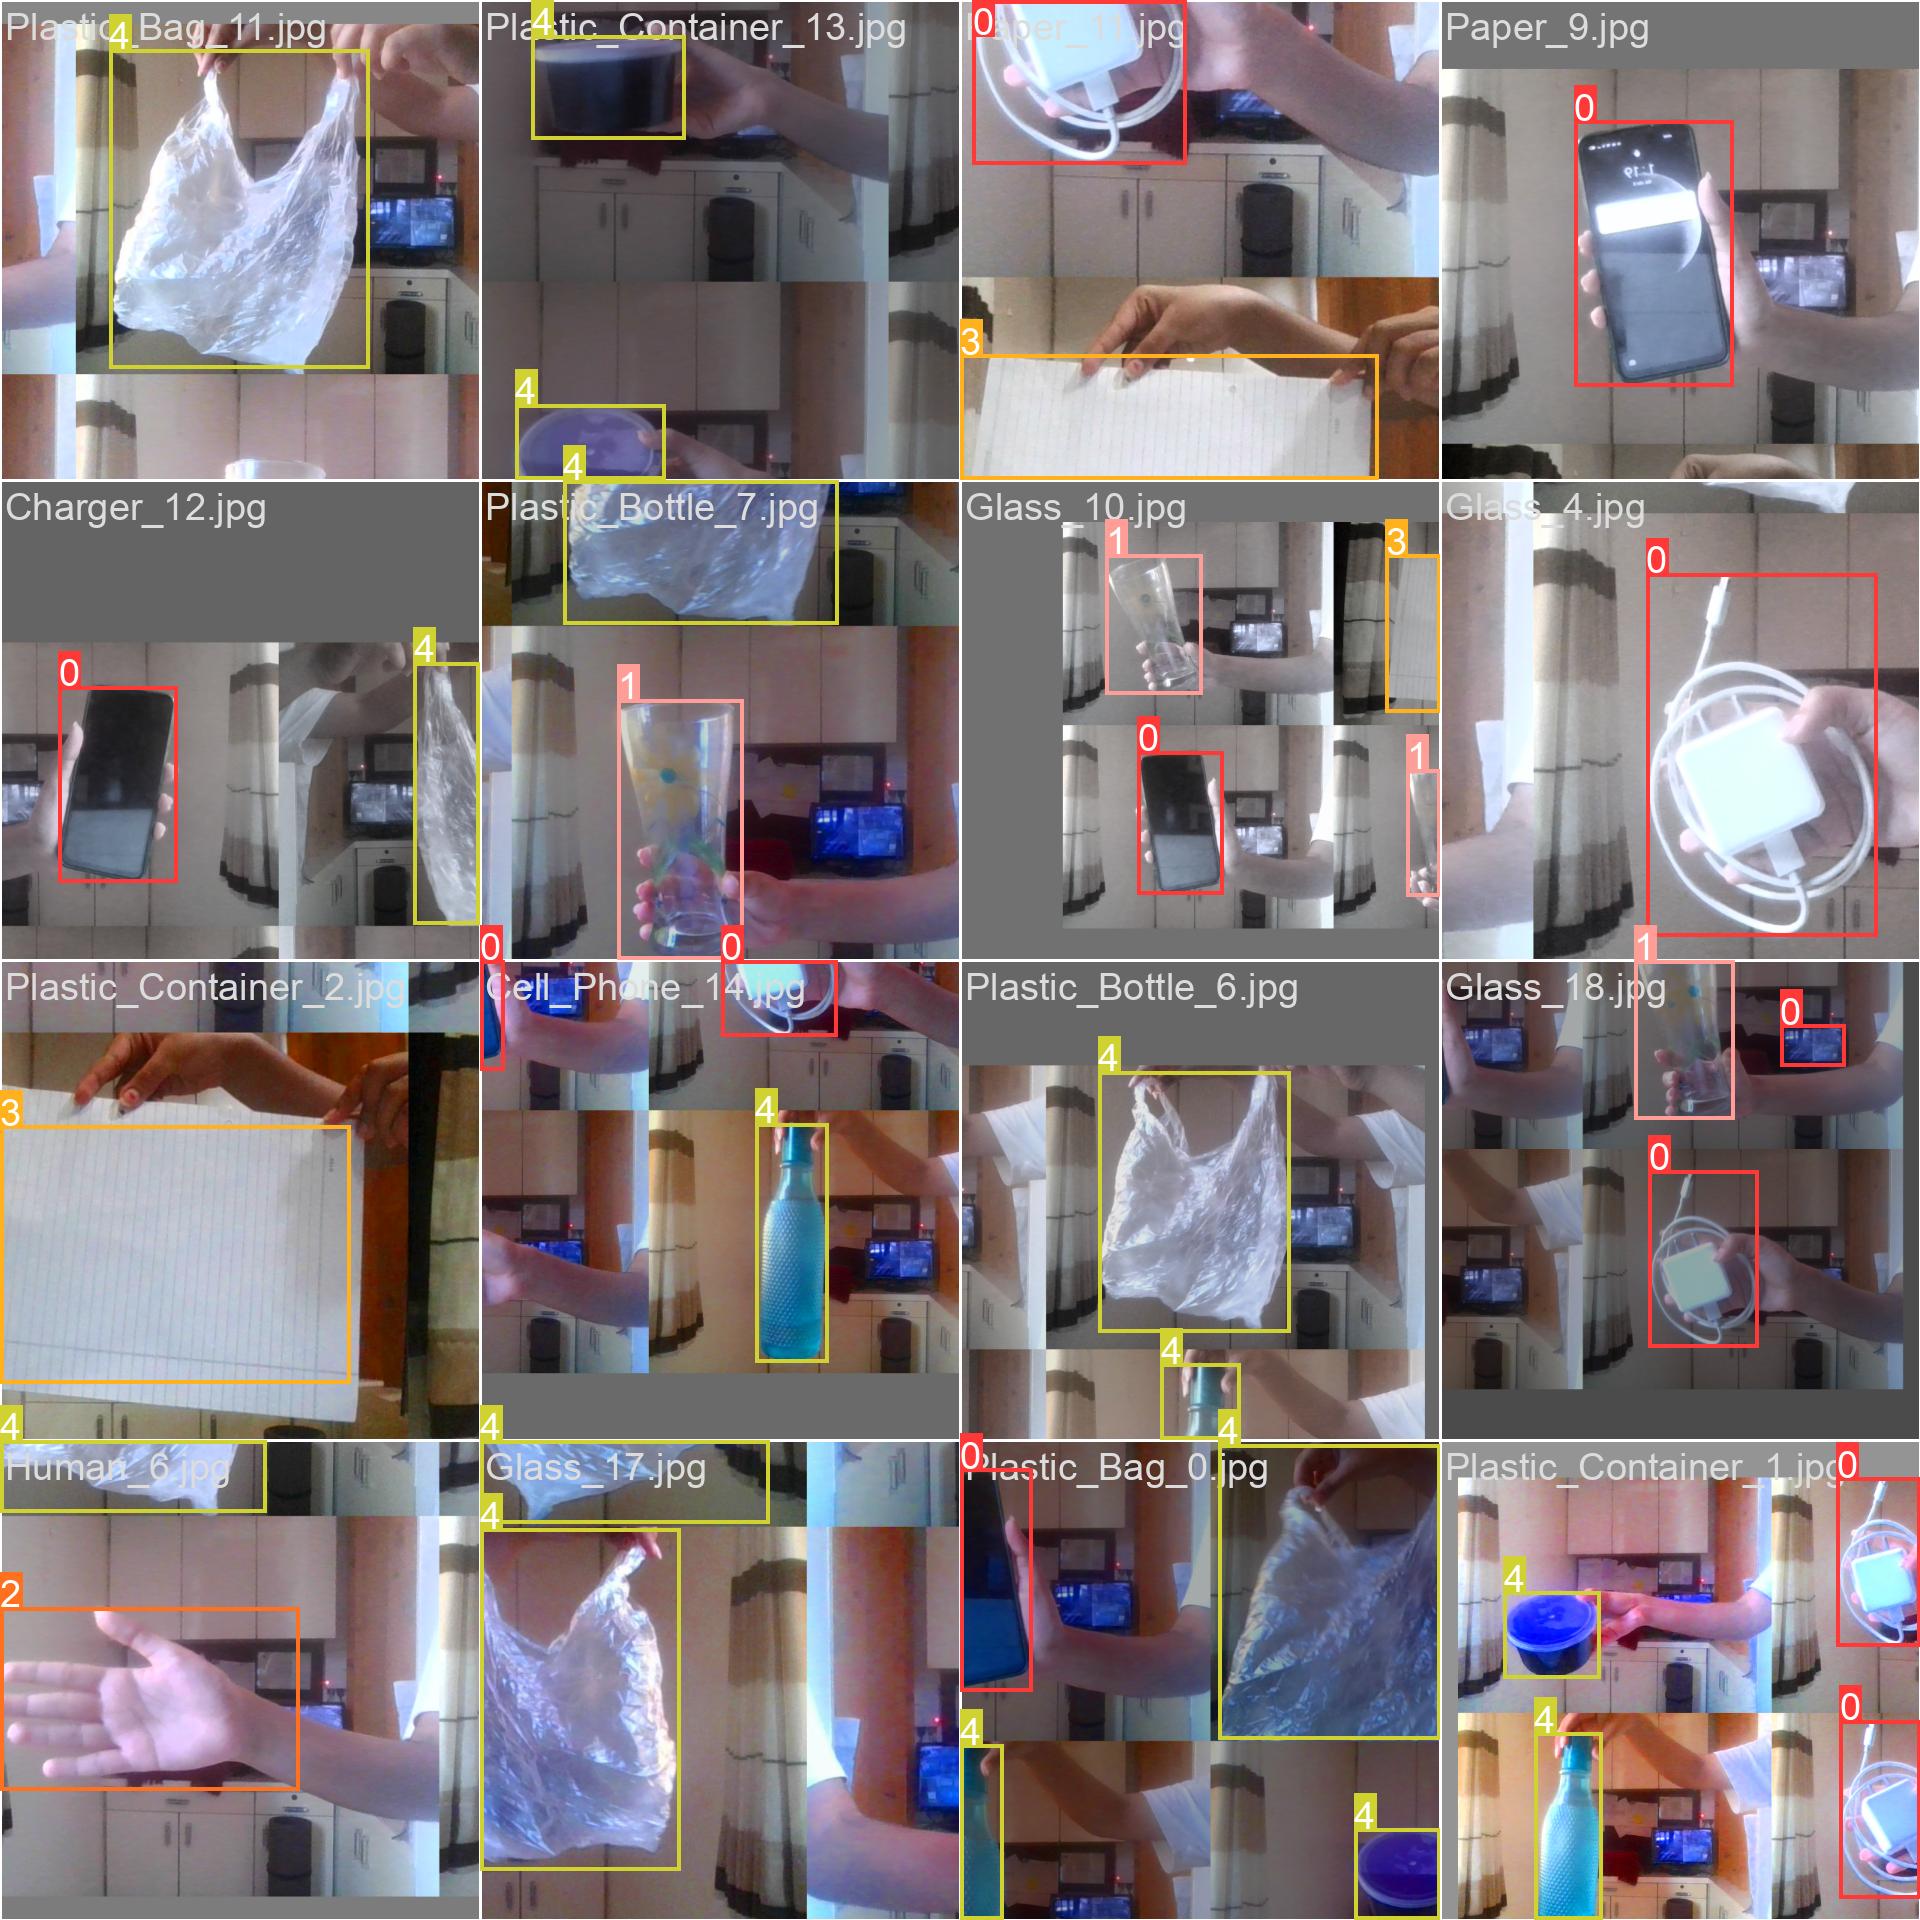 Plastic_Bag_11.jpg
4
Plastic_Container_13.jpg
4
4
4
Paper_11.jpg
0
3
Paper_9.jpg
0
1:19
Charger_12.jpg
0
4
Plastic_Bottle_7.jpg
1
0
0
Glass_10.jpg
1
3
0
1
Glass_4.jpg
0
1
Plastic_Container_2.jpg
3
4
Cell_Phone_14.jpg
4
4
Plastic_Bottle_6.jpg
4
4
4
Glass_18.jpg
0
0
Human_6.jpg
2
Glass_17.jpg
4
Plastic_Bag_0.jpg
0
4
4
Plastic_Container_1.jpg
0
4
4
0